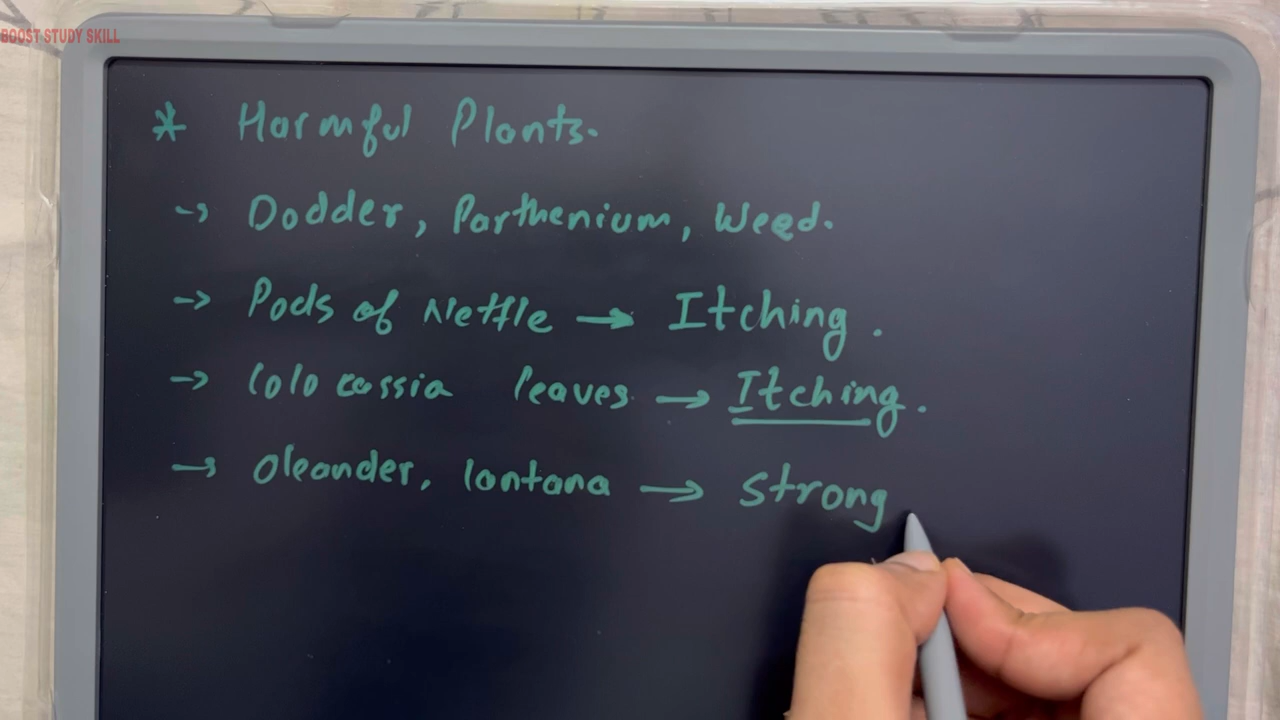 BOOST STUDY SKILL
* Harmful Plants.
→ Dodder, Parthenium, Weed.
→ Pods of Nettle → Itching.
→ Colocassia leaves → Itching.
→ Oleander, lantana → Strong